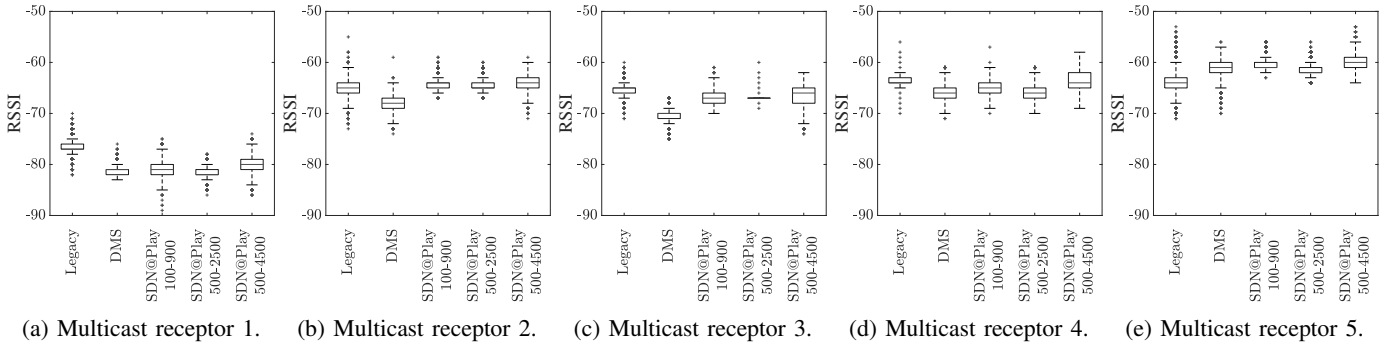 -50
-60
-70
-80
-90
RSSI
Legacy
DMS
SDN@Play
100-900
SDN@Play
500-2500
SDN@Play
500-4500
(a) Multicast receptor 1.
-50
-60
-70
-80
-90
RSSI
Legacy
DMS
SDN@Play
100-900
SDN@Play
500-2500
SDN@Play
500-4500
(b) Multicast receptor 2.
-50
-60
-70
-80
-90
RSSI
Legacy
DMS
SDN@Play
100-900
SDN@Play
500-2500
SDN@Play
500-4500
(c) Multicast receptor 3.
-50
-60
-70
-80
-90
RSSI
Legacy
DMS
SDN@Play
100-900
SDN@Play
500-2500
SDN@Play
500-4500
(d) Multicast receptor 4.
-50
-60
-70
-80
-90
RSSI
Legacy
DMS
SDN@Play
100-900
SDN@Play
500-2500
SDN@Play
500-4500
(e) Multicast receptor 5.